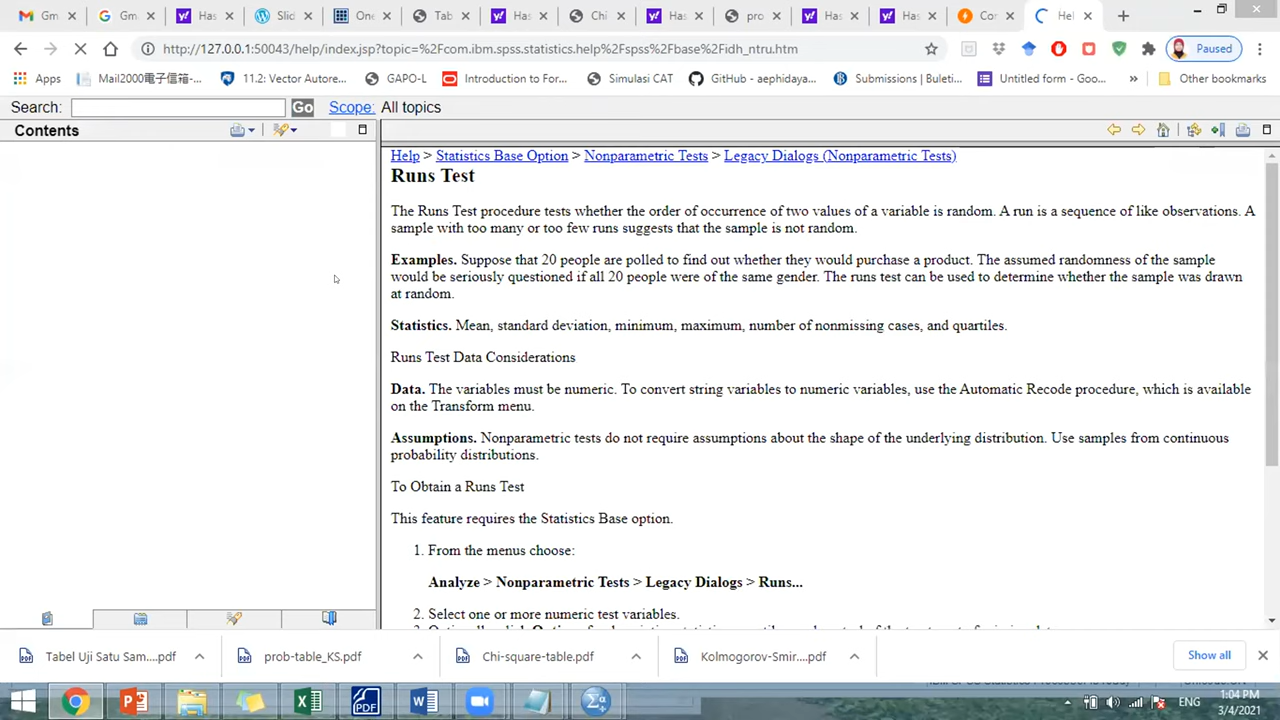 Gm
Gm
Has
Slid
One
Tab
Has
Chi
Has
pro
Has
Has
Cor
Hel
http://127.0.0.1:50043/help/index.jsp?topic=%2Fcom.ibm.spss.statistics.help%2Fspss%2Fbase%2Fidh_ntru.htm
Paused
Apps
Mail2000電子信箱-...
11.2: Vector Autore...
GAPO-L
Introduction to For...
Simulasi CAT
GitHub - aephidaya...
Submissions | Buleti...
Untitled form - Goo...
»
Other bookmarks
Search:
Go
Scope:
All topics
Contents
Help > Statistics Base Option > Nonparametric Tests > Legacy Dialogs (Nonparametric Tests)
Runs Test
The Runs Test procedure tests whether the order of occurrence of two values of a variable is random. A run is a sequence of like observations. A
sample with too many or too few runs suggests that the sample is not random.
Examples. Suppose that 20 people are polled to find out whether they would purchase a product. The assumed randomness of the sample
would be seriously questioned if all 20 people were of the same gender. The runs test can be used to determine whether the sample was drawn
at random.
Statistics. Mean, standard deviation, minimum, maximum, number of nonmissing cases, and quartiles.
Runs Test Data Considerations
Data. The variables must be numeric. To convert string variables to numeric variables, use the Automatic Recode procedure, which is available
on the Transform menu.
Assumptions. Nonparametric tests do not require assumptions about the shape of the underlying distribution. Use samples from continuous
probability distributions.
To Obtain a Runs Test
This feature requires the Statistics Base option.
1. From the menus choose:
Analyze > Nonparametric Tests > Legacy Dialogs > Runs...
2. Select one or more numeric test variables.
Tabel Uji Satu Sam....pdf
prob-table_KS.pdf
Chi-square-table.pdf
Kolmogorov-Smir....pdf
Show all
ENG
1:04 PM
3/4/2021